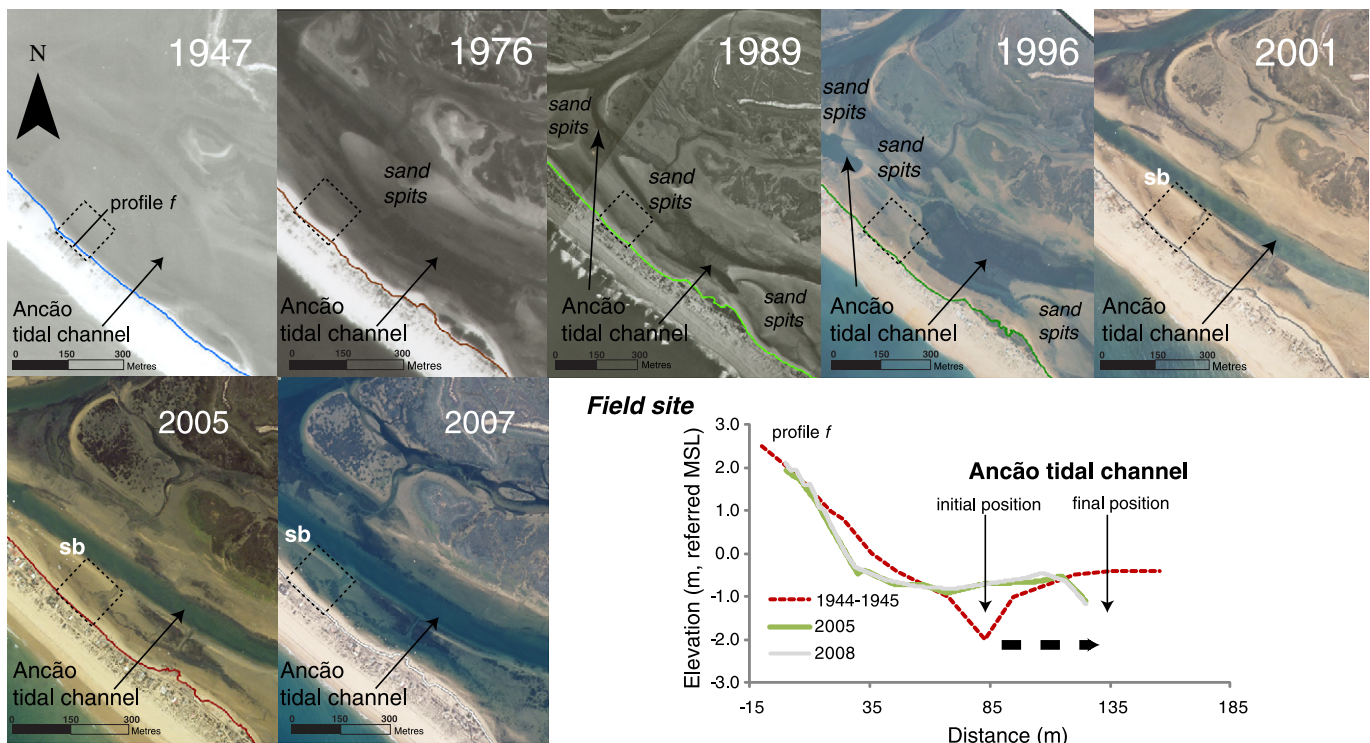 1947
N
profile f
Ancão
tidal channel
0 150 300
Metres
1976
sand
spits
Ancão
tidal channel
0 150 300
Metres
1989
sand
spits
sand
spits
Ancão
tidal channel
sand
spits
0 150 300
Metres
1996
sand
spits
sand
spits
Ancão
tidal channel
sand
spits
0 150 300
Metres
2001
sb
Ancão
tidal channel
0 150 300
Metres
2005
sb
Ancão
tidal channel
0 150 300
Metres
2007
sb
Ancão
tidal channel
0 150 300
Metres
Field site
Elevation (m, referred MSL)
3.0
2.0
1.0
0.0
-1.0
-2.0
-3.0
profile f
Ancão tidal channel
initial position
final position
1944-1945
2005
2008
-15 35 85 135 185
Distance (m)